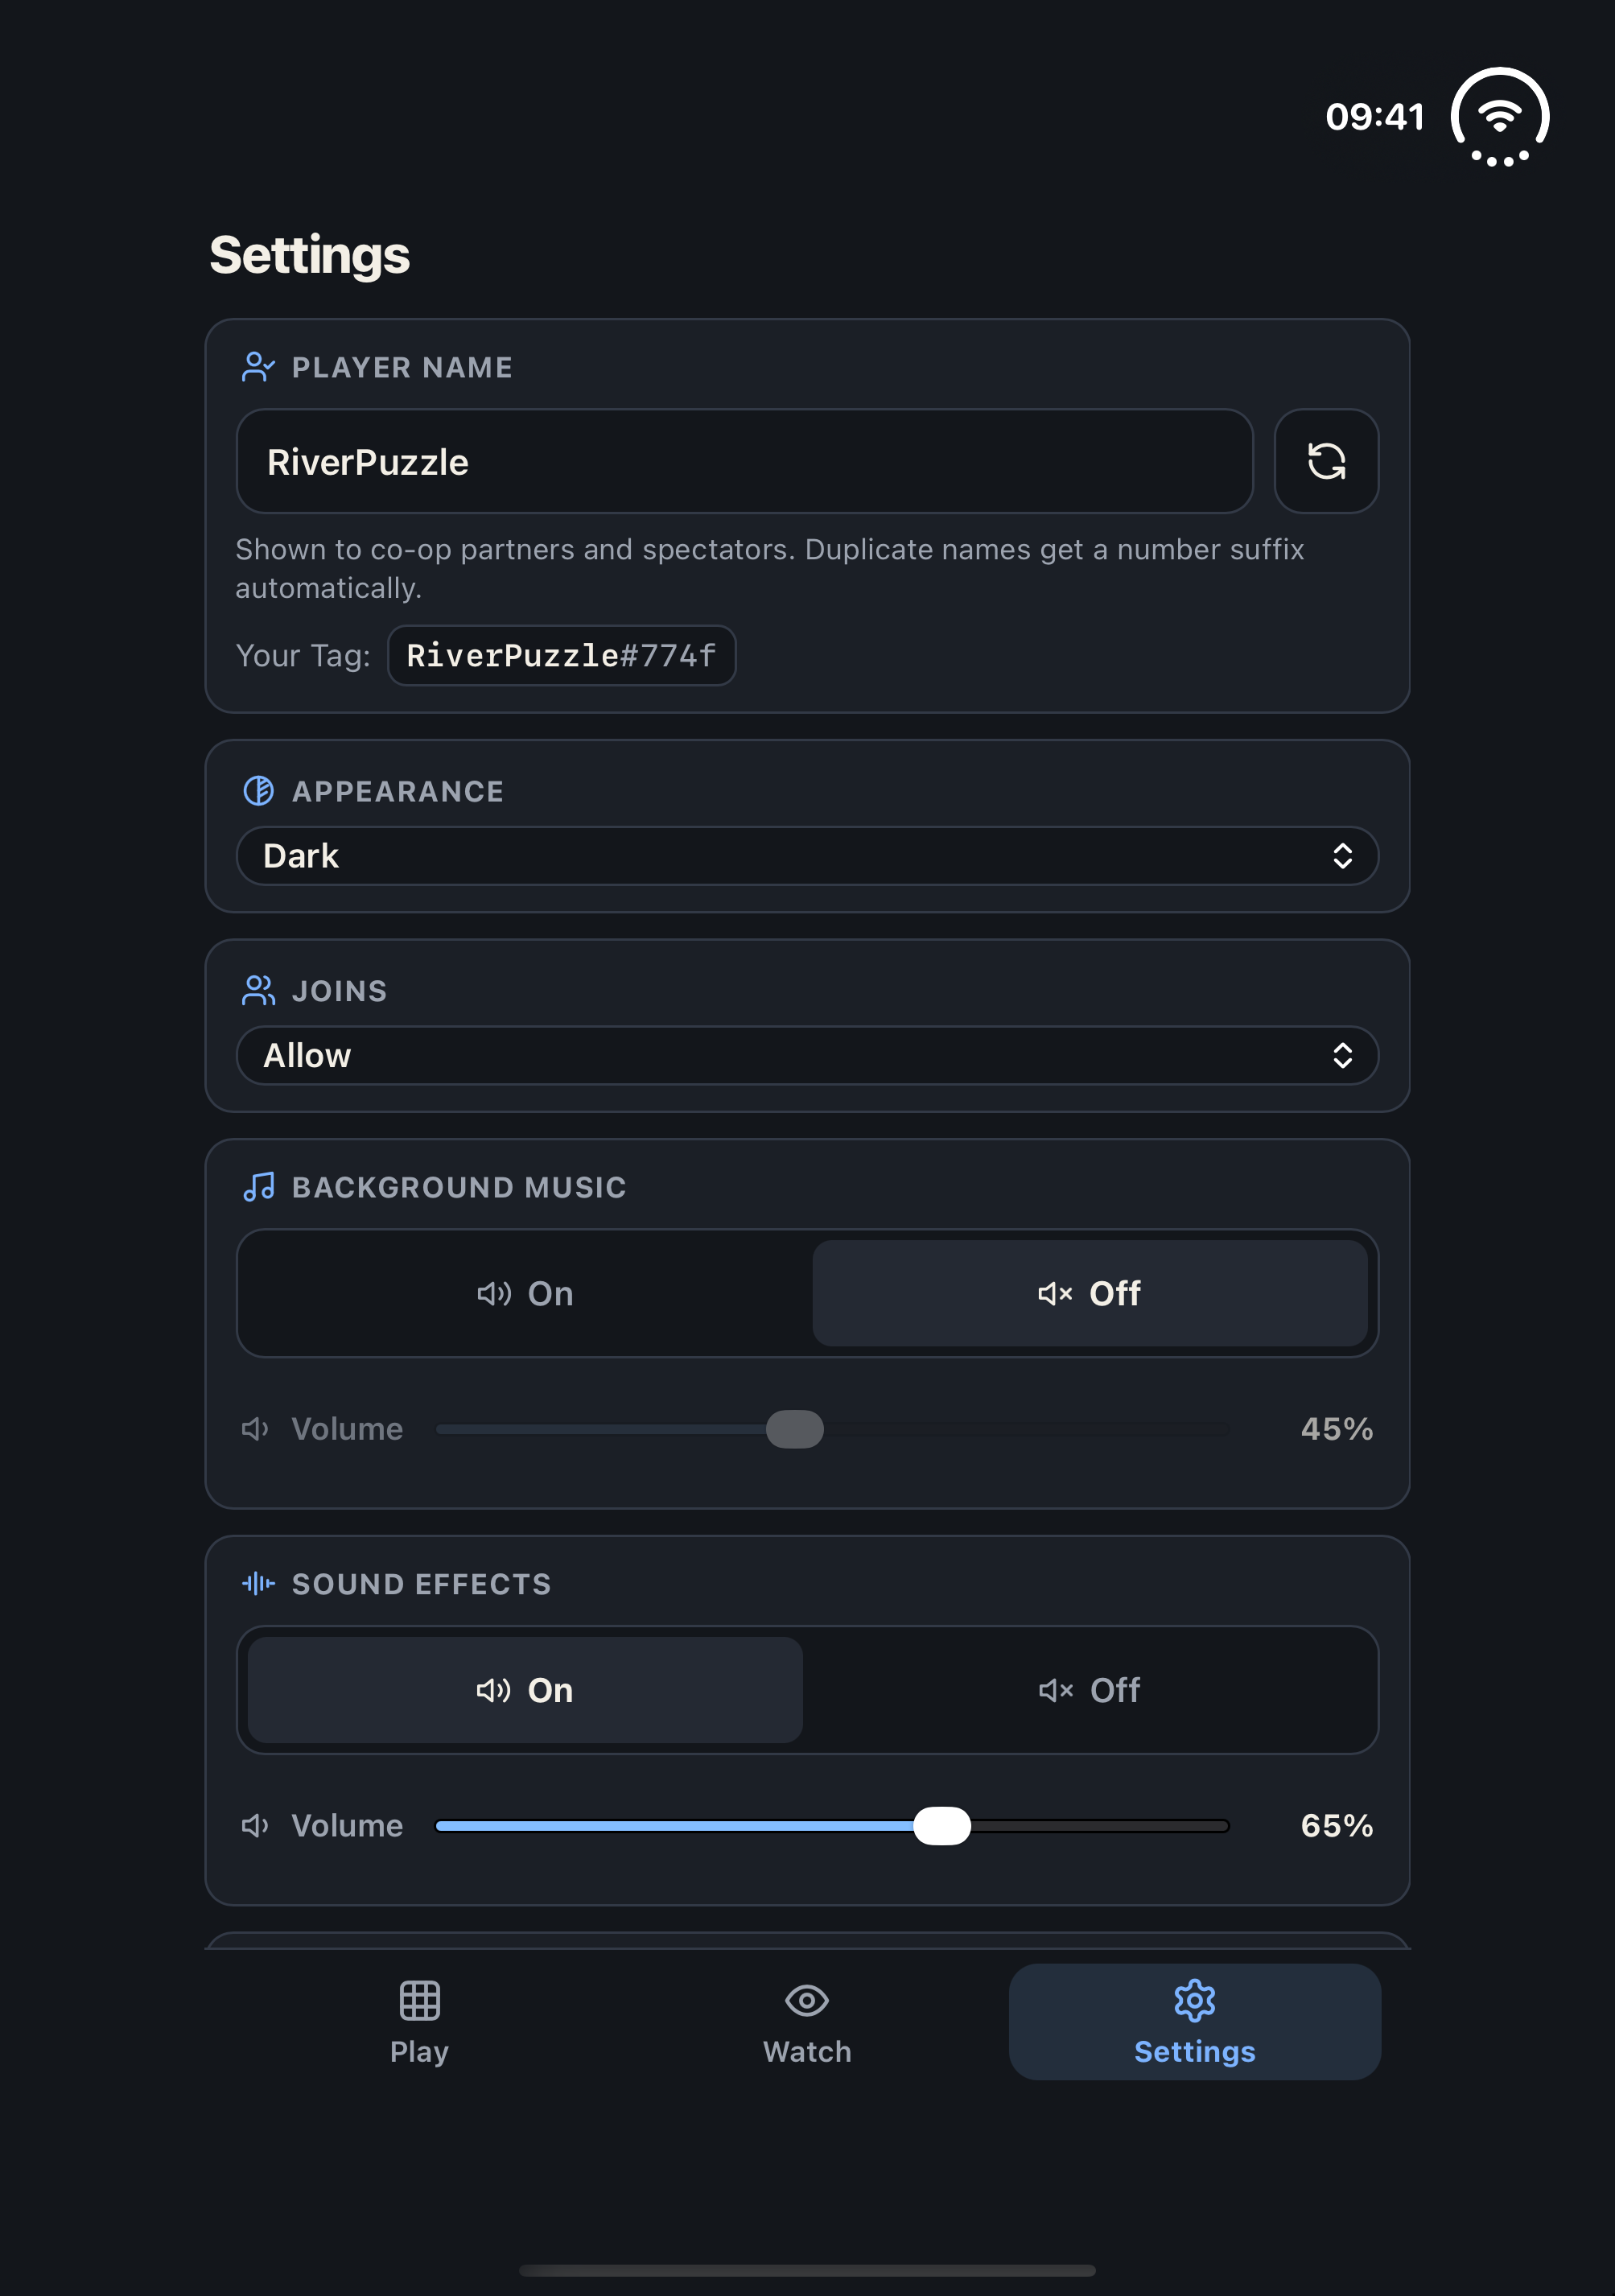 09:41
Settings
PLAYER NAME
RiverPuzzle
Shown to co-op partners and spectators. Duplicate names get a number suffix
automatically.
Your Tag: RiverPuzzle#774f
APPEARANCE
Dark
JOINS
Allow
BACKGROUND MUSIC
On Off
Volume 45%
SOUND EFFECTS
On Off
Volume 65%
Play Watch Settings